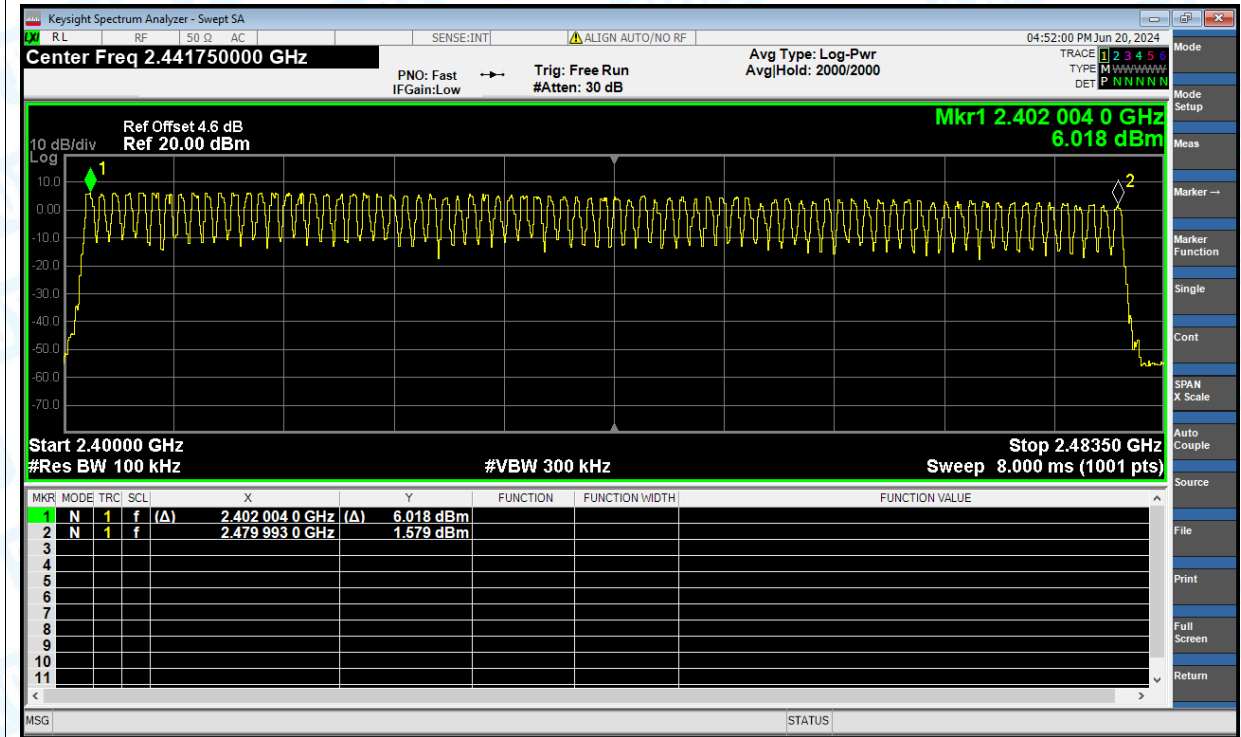 Keysight Spectrum Analyzer - Swept SA
LXI RL RF 50 Ω AC SENSE:INT ALIGN AUTO/NO RF 04:52:00 PM Jun 20, 2024
Center Freq 2.441750000 GHz
PNO: Fast
IFGain:Low
Trig: Free Run
#Atten: 30 dB
Avg Type: Log-Pwr
Avg|Hold: 2000/2000
TRACE 1 2 3 4 5 6
TYPE M WWWWW
DET P N N N N N
Ref Offset 4.6 dB
10 dB/div Ref 20.00 dBm
Log
Mkr1 2.402 004 0 GHz
6.018 dBm
1
2
10.0
0.00
-10.0
-20.0
-30.0
-40.0
-50.0
-60.0
-70.0
Start 2.40000 GHz Stop 2.48350 GHz
#Res BW 100 kHz #VBW 300 kHz Sweep 8.000 ms (1001 pts)
MKR MODE TRC SCL X Y FUNCTION FUNCTION WIDTH FUNCTION VALUE
1 N 1 f (Δ) 2.402 004 0 GHz (Δ) 6.018 dBm
2 N 1 f 2.479 993 0 GHz 1.579 dBm
3
4
5
6
7
8
9
10
11
MSG STATUS
Mode
Mode
Setup
Meas
Marker →
Marker
Function
Single
Cont
SPAN
X Scale
Auto
Couple
Source
File
Print
Full
Screen
Return